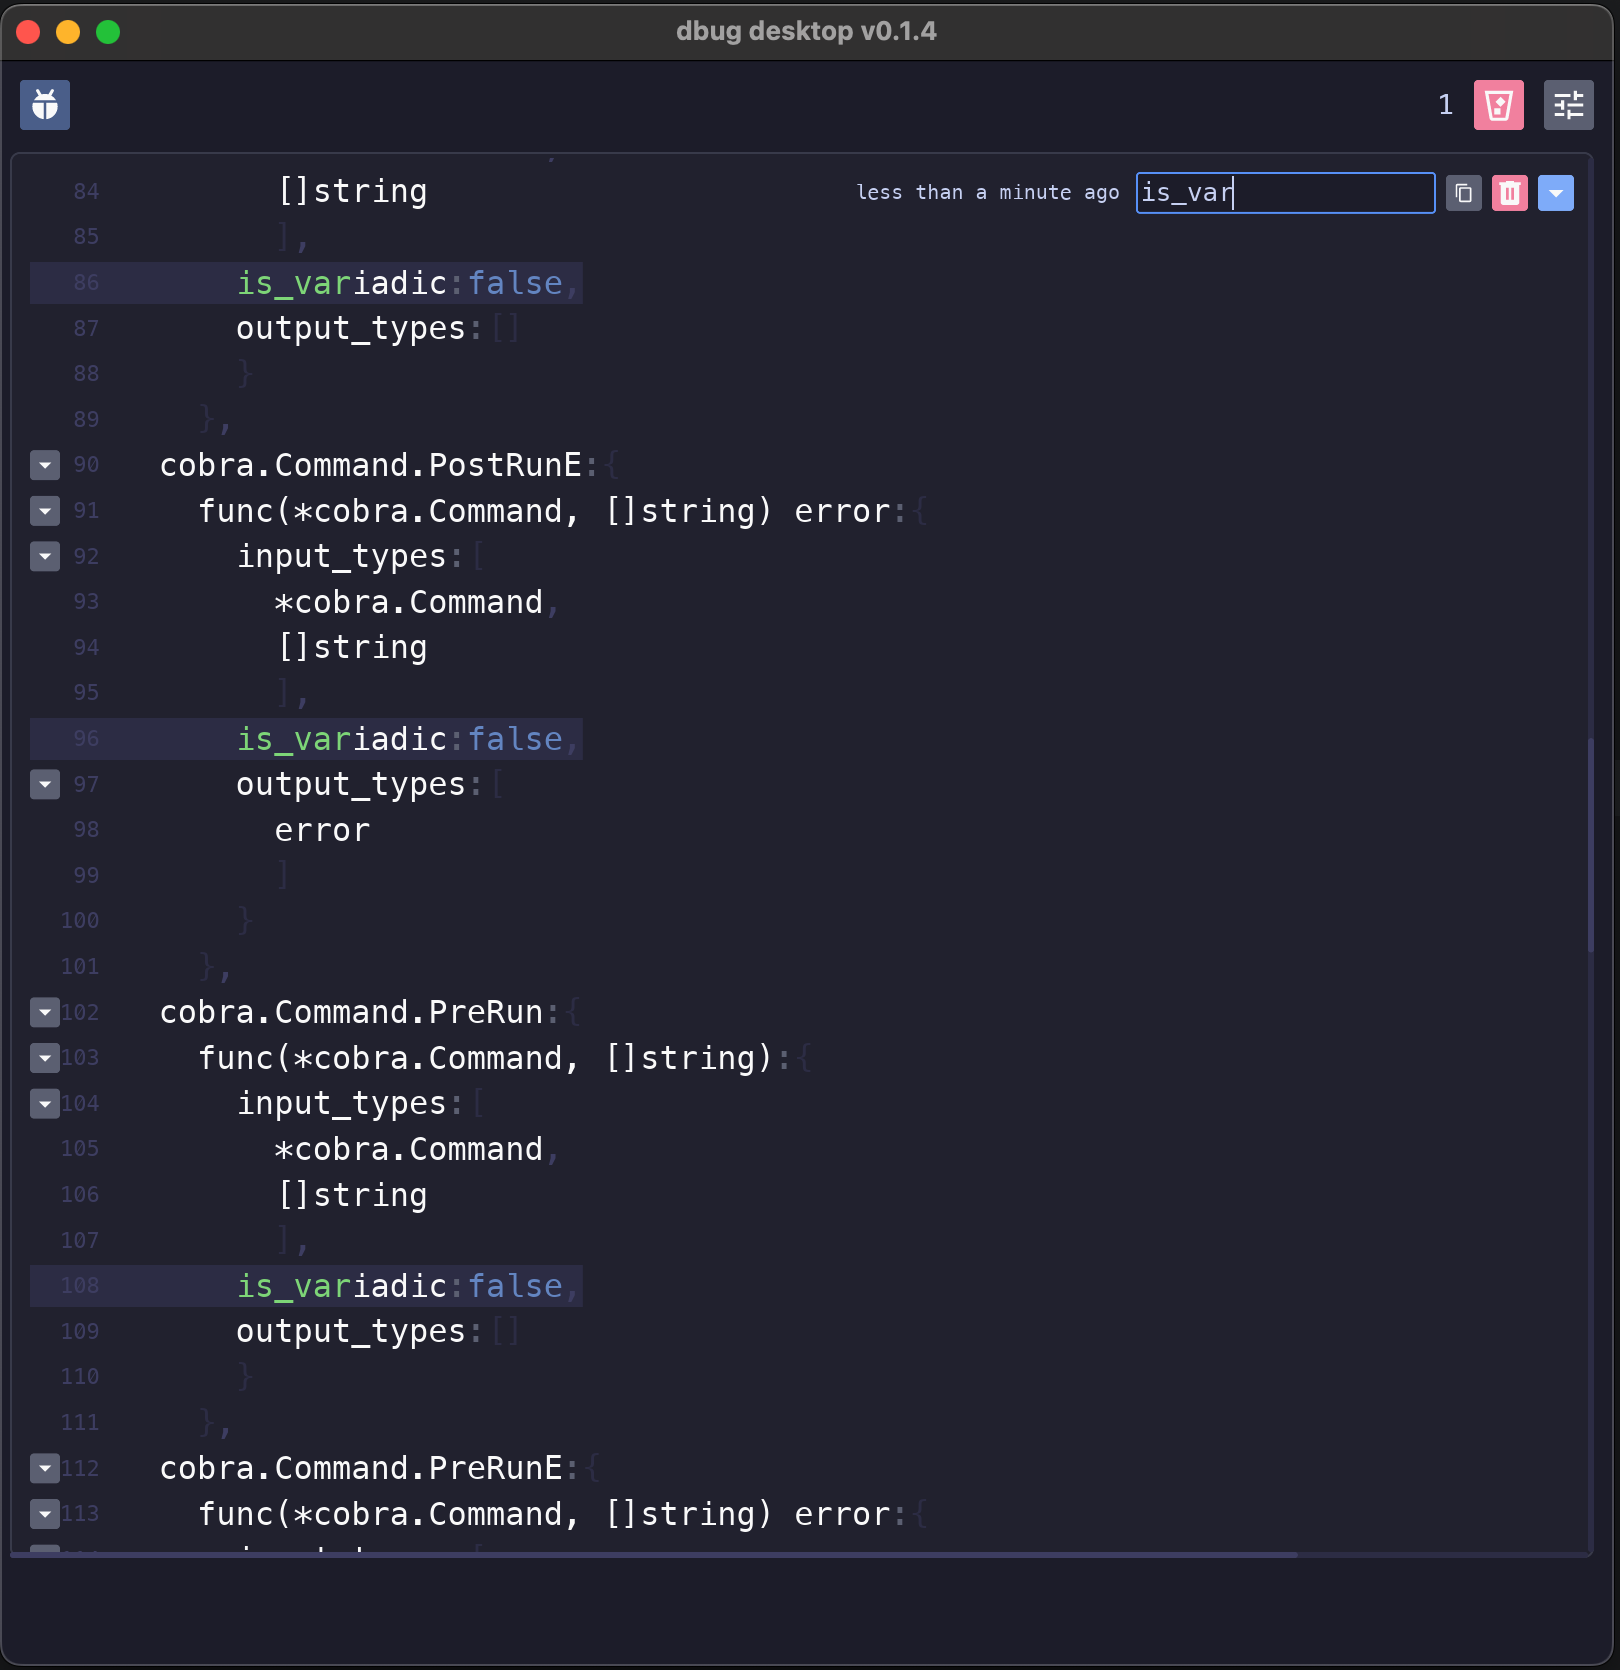 dbug desktop v0.1.4
1
84 []string less than a minute ago is_var
85 ],
86 is_variadic:false,
87 output_types:[]
88 }
89 },
90 cobra.Command.PostRunE:{
91 func(*cobra.Command, []string) error:{
92 input_types:[
93 *cobra.Command,
94 []string
95 ],
96 is_variadic:false,
97 output_types:[
98 error
99 ]
100 }
101 },
102 cobra.Command.PreRun:{
103 func(*cobra.Command, []string):{
104 input_types:[
105 *cobra.Command,
106 []string
107 ],
108 is_variadic:false,
109 output_types:[]
110 }
111 },
112 cobra.Command.PreRunE:{
113 func(*cobra.Command, []string) error:{